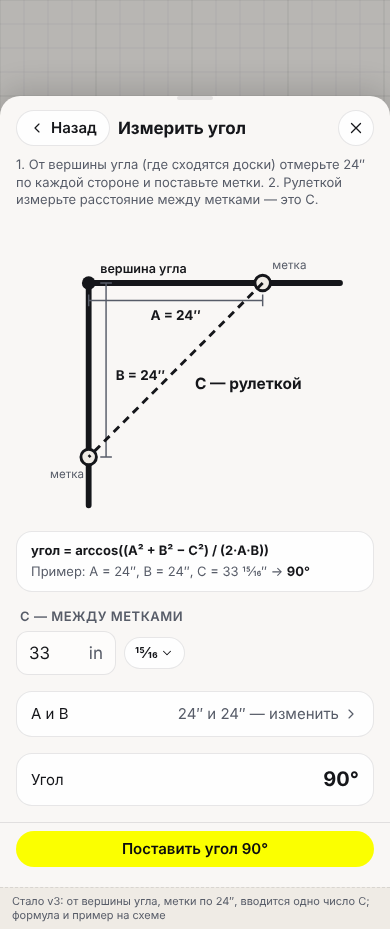 Назад
Измерить угол
1. От вершины угла (где сходятся доски) отмерьте 24″
по каждой стороне и поставьте метки. 2. Рулеткой
измерьте расстояние между метками — это C.
вершина угла
метка
A = 24″
B = 24″
C — рулеткой
метка
угол = arccos((A² + B² − C²) / (2·A·B))
Пример: A = 24″, B = 24″, C = 33 ¹⁵⁄₁₆″ → 90°
C — МЕЖДУ МЕТКАМИ
33 in ¹⁵⁄₁₆
A и B 24″ и 24″ — изменить
Угол 90°
Поставить угол 90°
Стало v3: от вершины угла, метки по 24″, вводится одно число C;
формула и пример на схеме